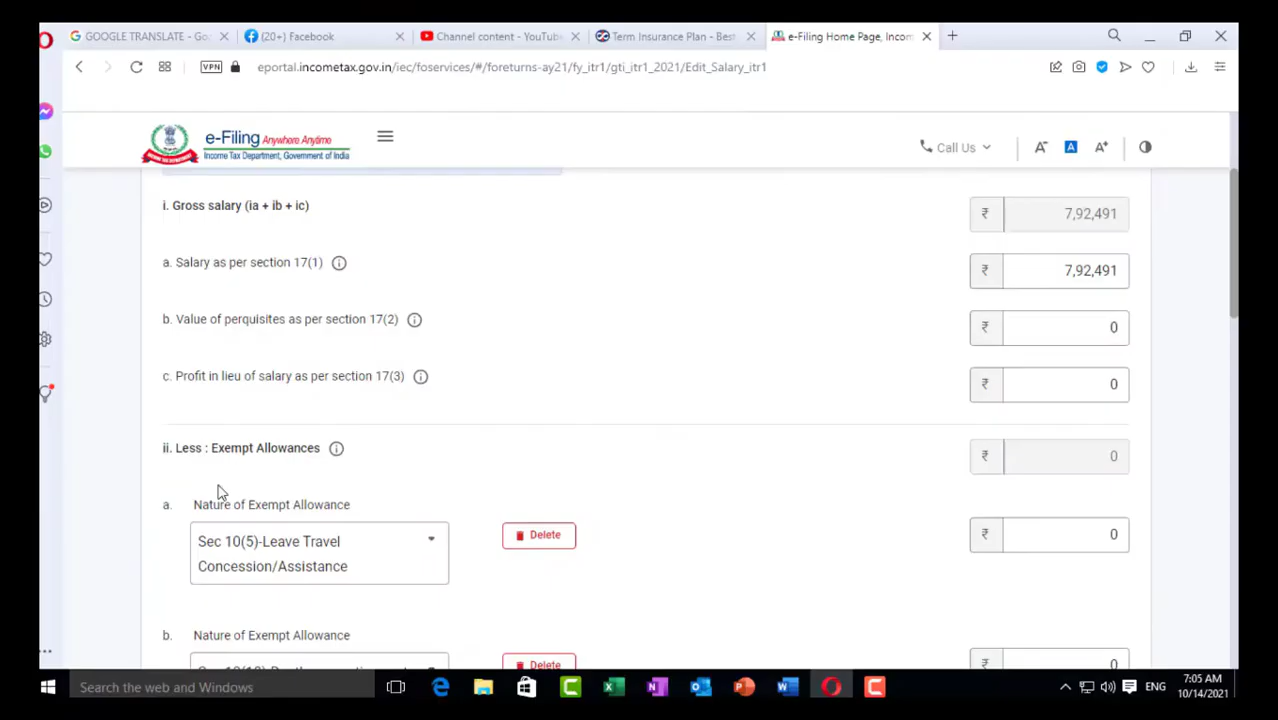 GOOGLE TRANSLATE - Go
(20+) Facebook
Channel content - YouTube
Term Insurance Plan - Best
e-Filing Home Page, Incom
VPN
eportal.incometax.gov.in/iec/foservices/#/foreturns-ay21/fy_itr1/gti_itr1_2021/Edit_Salary_itr1
e-Filing Anywhere Anytime
Income Tax Department, Government of India
Call Us
A-
A
A+
i. Gross salary (ia + ib + ic)
₹ 7,92,491
a. Salary as per section 17(1)
₹ 7,92,491
b. Value of perquisites as per section 17(2)
₹ 0
c. Profit in lieu of salary as per section 17(3)
₹ 0
ii. Less : Exempt Allowances
₹ 0
a. Nature of Exempt Allowance
Sec 10(5)-Leave Travel
Concession/Assistance
Delete
₹ 0
b. Nature of Exempt Allowance
Delete
₹ 0
Search the web and Windows
ENG
7:05 AM
10/14/2021